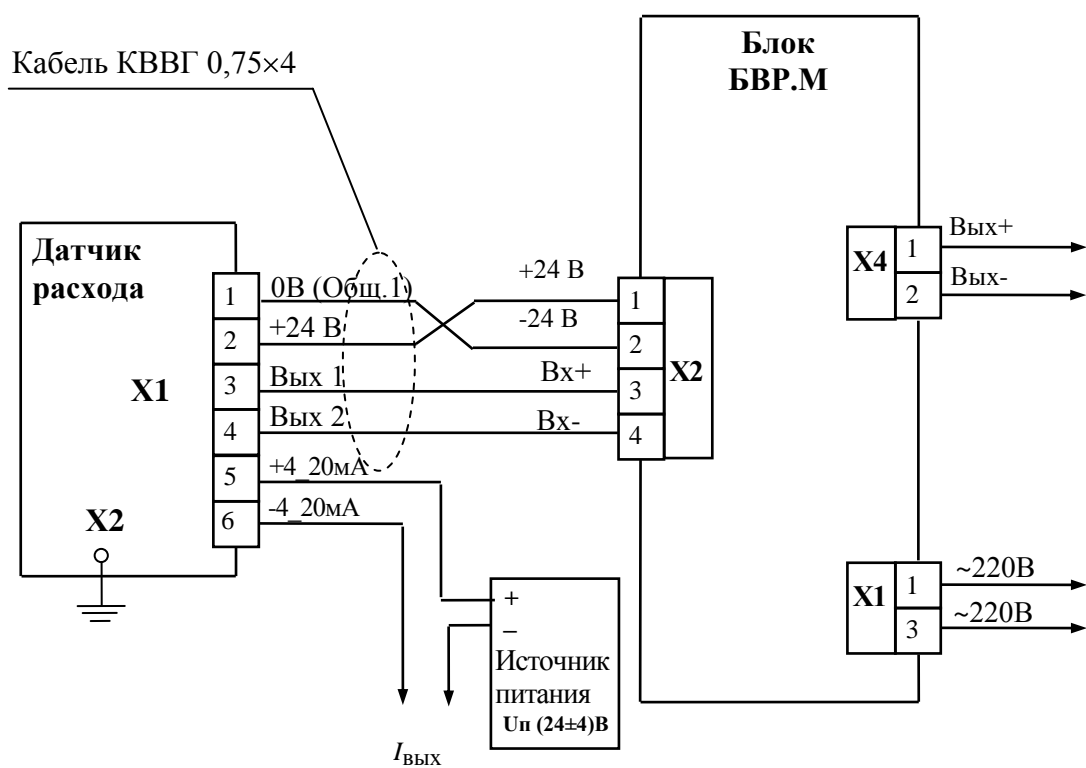 Кабель КВВГ 0,75×4
Блок
БВР.М
Датчик
расхода
X1
X2
1
2
3
4
5
6
0В (Общ.1)
+24 В
Вых 1
Вых 2
+4_20мА
-4_20мА
+24 В
-24 В
Вх+
Вх-
1
2
3
4
X2
X4
1
2
Вых+
Вых-
X1
1
3
~220В
~220В
+
–
Источник
питания
Uп (24±4)В
Iвых